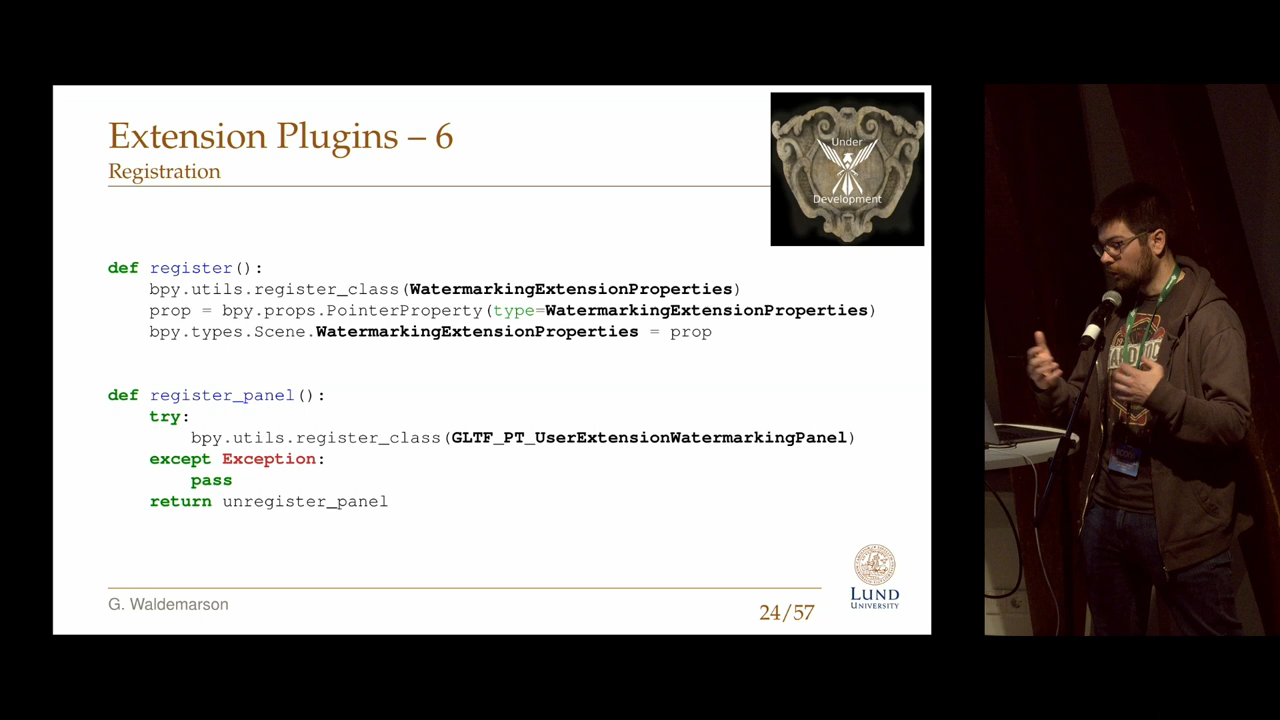 Extension Plugins – 6
Registration
Under
Development
def register():
    bpy.utils.register_class(WatermarkingExtensionProperties)
    prop = bpy.props.PointerProperty(type=WatermarkingExtensionProperties)
    bpy.types.Scene.WatermarkingExtensionProperties = prop
def register_panel():
    try:
        bpy.utils.register_class(GLTF_PT_UserExtensionWatermarkingPanel)
    except Exception:
        pass
    return unregister_panel
G. Waldemarson
24/57
LUND
UNIVERSITY